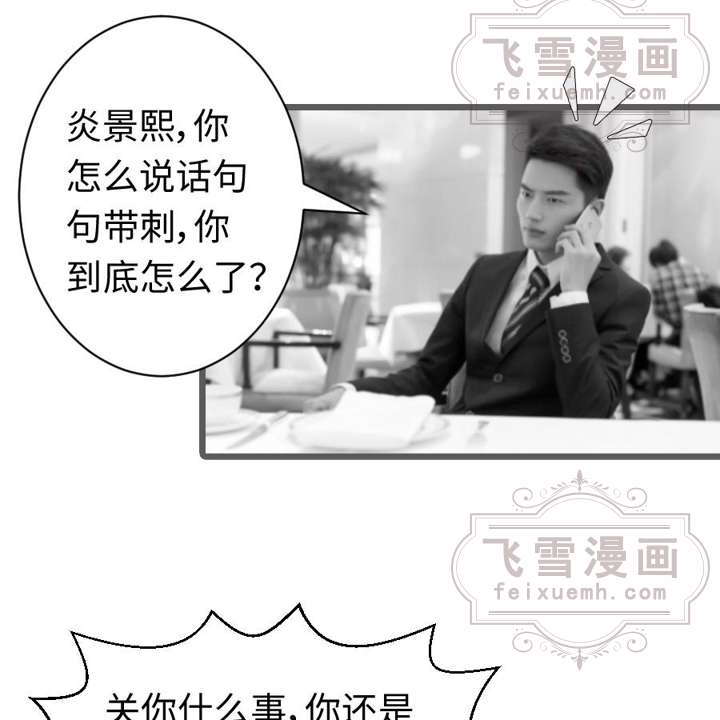 飞雪漫画
feixuemh.com
炎景熙，你
怎么说话句
句带刺，你
到底怎么了？
飞雪漫画
feixuemh.com
关你什么事，你还是